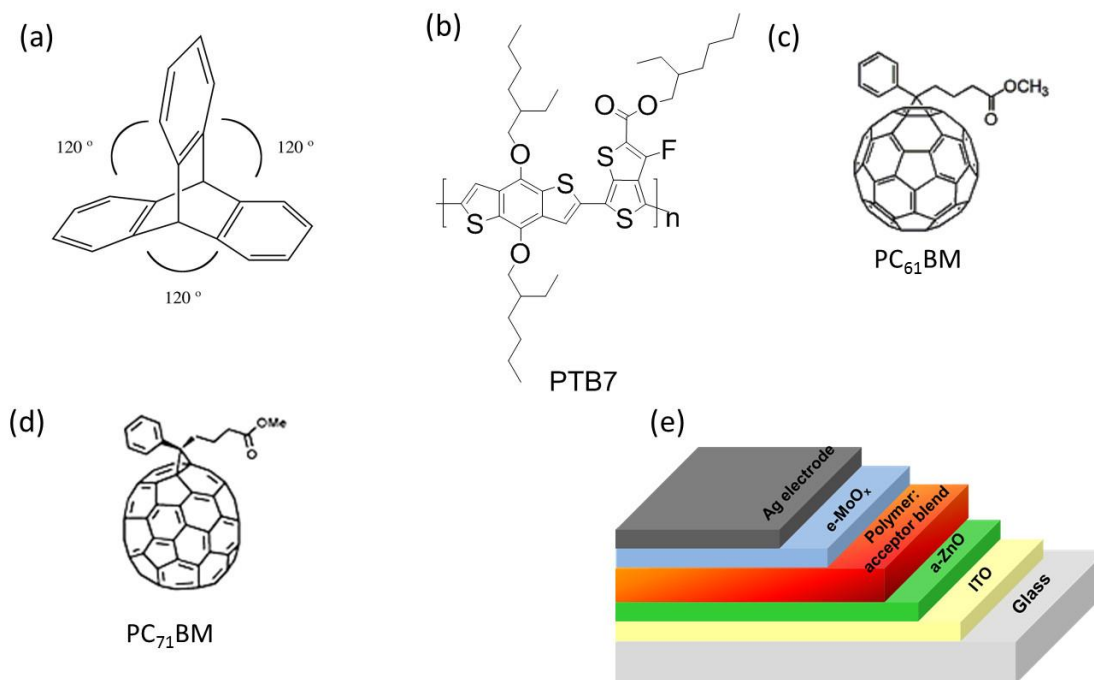 (a)
120 º
120 º
120 º
(b)
O
O
F
S
S
O
S
S
S
O
n
PTB7
(c)
OCH₃
O
PC₆₁BM
(d)
OMe
O
PC₇₁BM
(e)
Ag electrode
e-MoOₓ
Polymer:
acceptor blend
a-ZnO
ITO
Glass